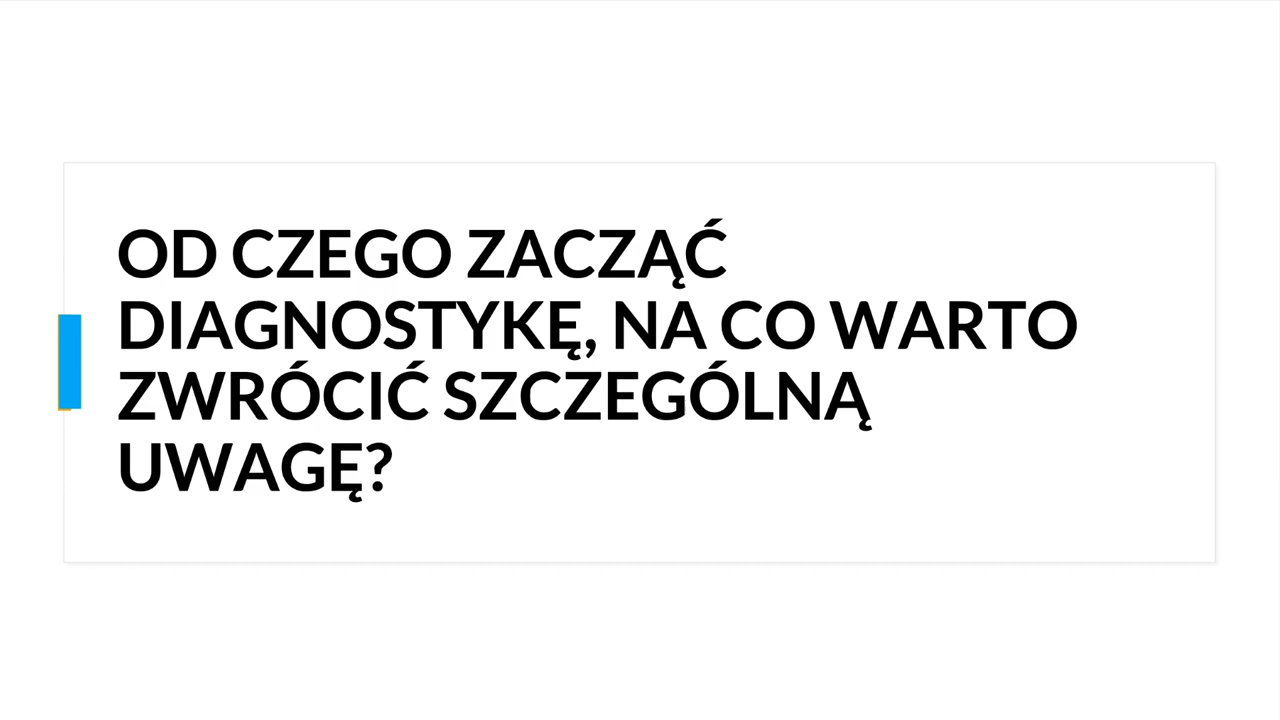 OD CZEGO ZACZĄĆ
DIAGNOSTYKĘ, NA CO WARTO
ZWRÓCIĆ SZCZEGÓLNĄ
UWAGĘ?